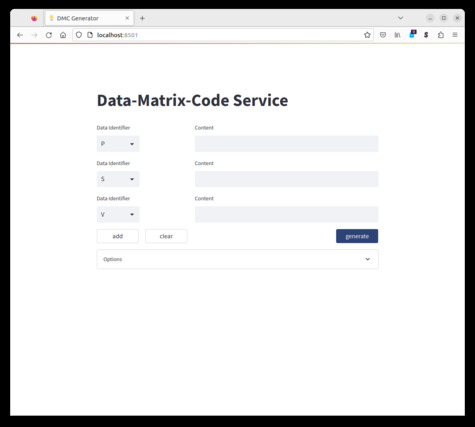 DMC Generator
localhost:8501
Data-Matrix-Code Service
Data Identifier Content
P
Data Identifier Content
S
Data Identifier Content
V
add clear generate
Options